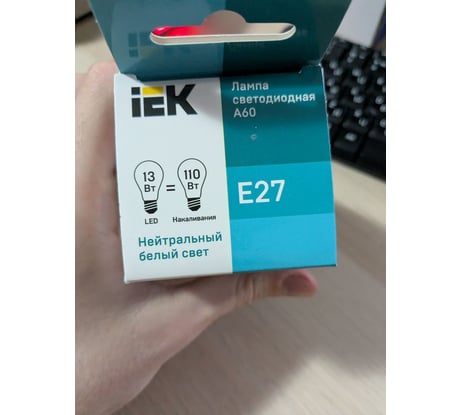 IEK
Лампа
светодиодная
A60
13
Вт
=
110
Вт
LED
Накаливания
E27
Нейтральный
белый свет